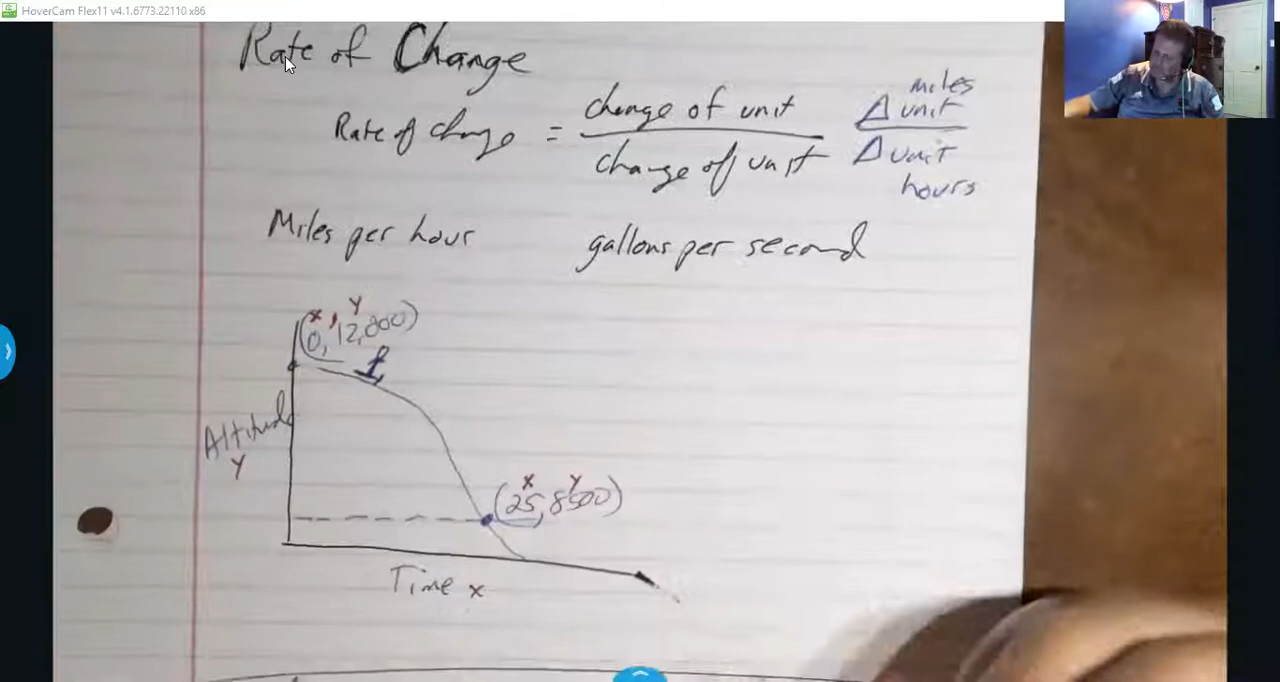 HoverCam Flex11 v4.1.6773.22110 x86
Rate of Change
Rate of change = change of unit / change of unit
miles
Δ unit
Δ unit
hours
Miles per hour
gallons per second
x, y
(0, 12,800)
f
Altitude
y
x y
(25, 8500)
Time x